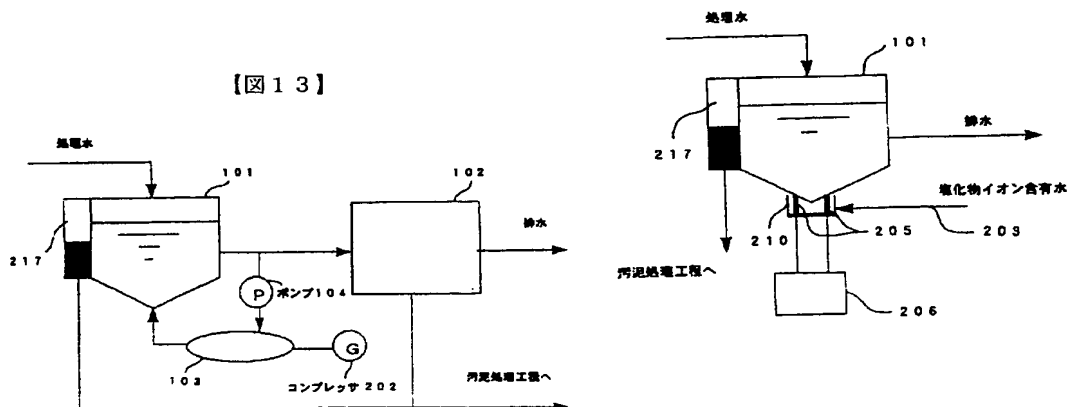 【図13】
処理水
101
217
102
排水
P
ポンプ104
103
G
コンプレッサ202
汚泥処理工程へ
処理水
101
217
排水
塩化物イオン含有水
210
205
203
汚泥処理工程へ
206